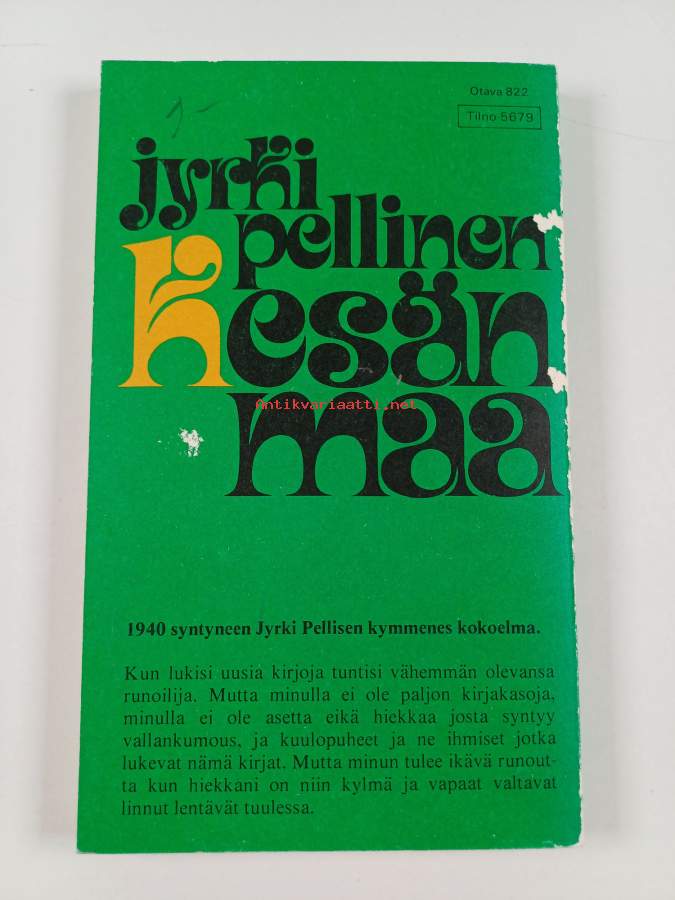 Otava 822
Tilno 5679
1-
jyrki
pellinen
kesän
maa
Antikvariaatti.net
1940 syntyneen Jyrki Pellisen kymmenes kokoelma.
Kun lukisi uusia kirjoja tuntisi vähemmän olevansa
runoilija. Mutta minulla ei ole paljon kirjakasoja,
minulla ei ole asetta eikä hiekkaa josta syntyy
vallankumous, ja kuulopuheet ja ne ihmiset jotka
lukevat nämä kirjat. Mutta minun tulee ikävä runout-
ta kun hiekkani on niin kylmä ja vapaat valtavat
linnut lentävät tuulessa.